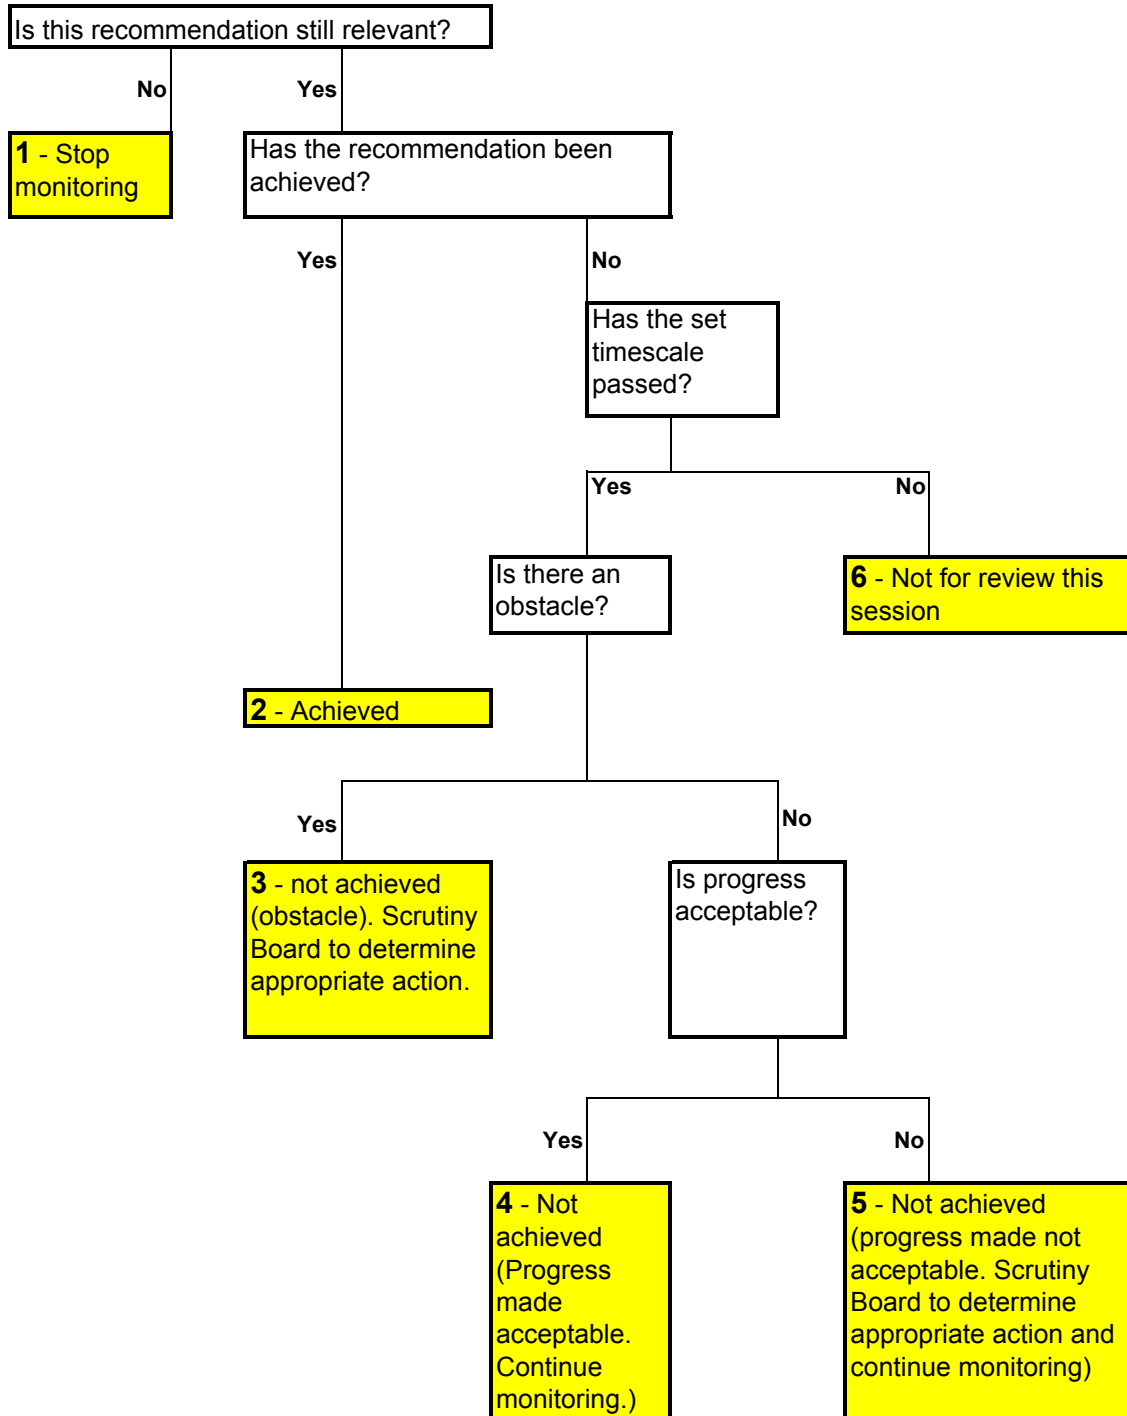 Is this recommendation still relevant?
No
Yes
1 - Stop
monitoring
Has the recommendation been
achieved?
Yes
No
Has the set
timescale
passed?
Yes
No
Is there an
obstacle?
6 - Not for review this
session
2 - Achieved
Yes
No
3 - not achieved
(obstacle). Scrutiny
Board to determine
appropriate action.
Is progress
acceptable?
Yes
No
4 - Not
achieved
(Progress
made
acceptable.
Continue
monitoring.)
5 - Not achieved
(progress made not
acceptable. Scrutiny
Board to determine
appropriate action and
continue monitoring)